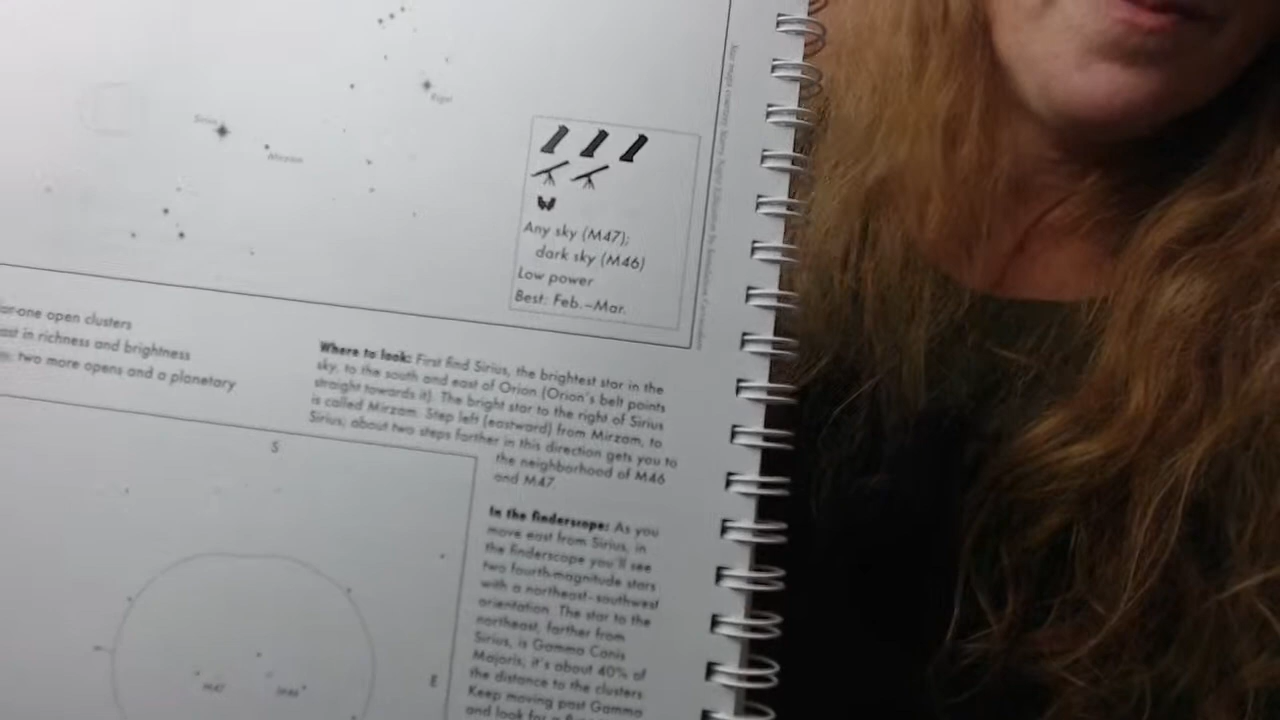 Rigel
Sirius
Mirzam
Any sky (M47);
dark sky (M46)
Low power
Best: Feb.–Mar.
open clusters
in richness and brightness
two more opens and a planetary
Where to look: First find Sirius, the brightest star in the
sky, to the south and east of Orion (Orion's belt points
straight towards it). The bright star to the right of Sirius
is called Mirzam. Step left (eastward) from Mirzam, to
Sirius; about two steps farther in this direction gets you to
the neighborhood of M46
and M47.
S
In the finderscope: As you
move east from Sirius, in
the finderscope you'll see
two fourth-magnitude stars
with a northeast–southwest
orientation. The star to the
northeast, farther from
Sirius, is Gamma Canis
Majoris; it's about 40% of
the distance to the clusters.
Keep moving past Gamma
and look for a
M47
M46
E